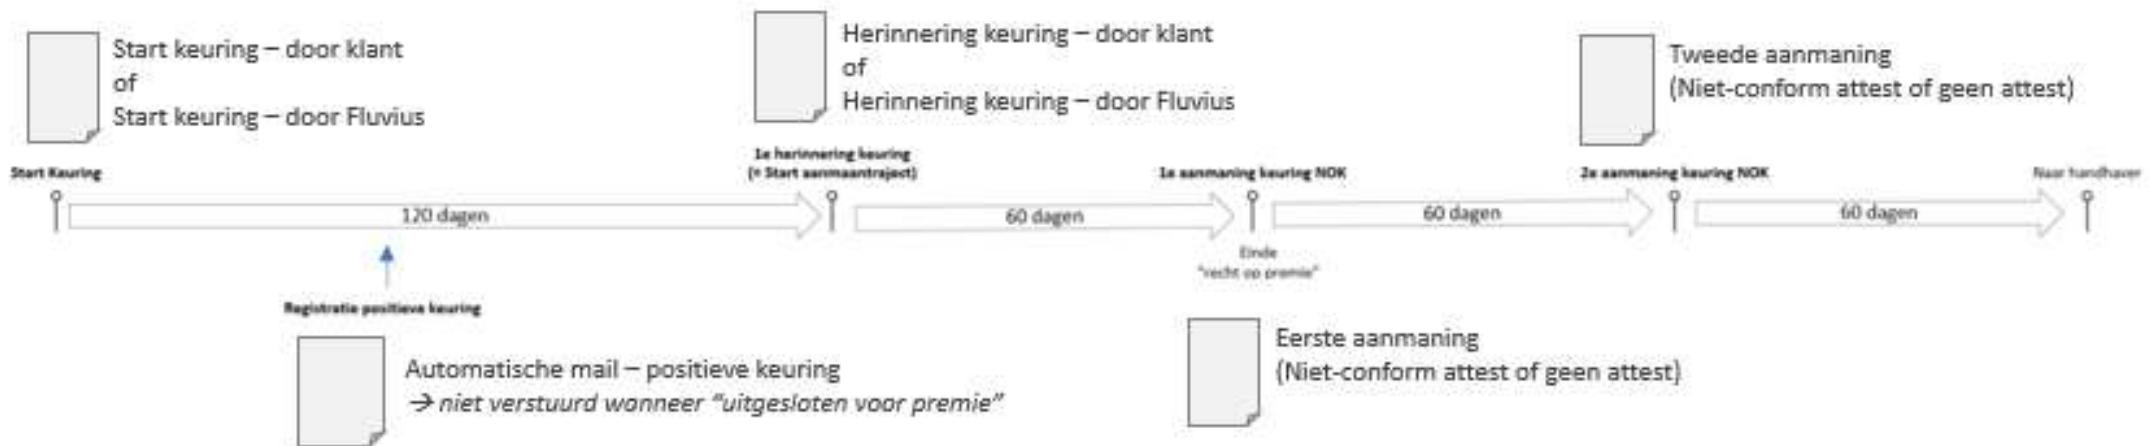 Start keuring – door klant
of
Start keuring – door Fluvius
Herinnering keuring – door klant
of
Herinnering keuring – door Fluvius
Tweede aanmaning
(Niet-conform attest of geen attest)
Start Keuring
1e herinnering keuring
(= Start aanmaantraject)
1e aanmaning keuring NOK
2e aanmaning keuring NOK
Naar handhaver
120 dagen
60 dagen
60 dagen
60 dagen
Einde
"recht op premie"
Registratie positieve keuring
Automatische mail – positieve keuring
→ niet verstuurd wanneer "uitgesloten voor premie"
Eerste aanmaning
(Niet-conform attest of geen attest)